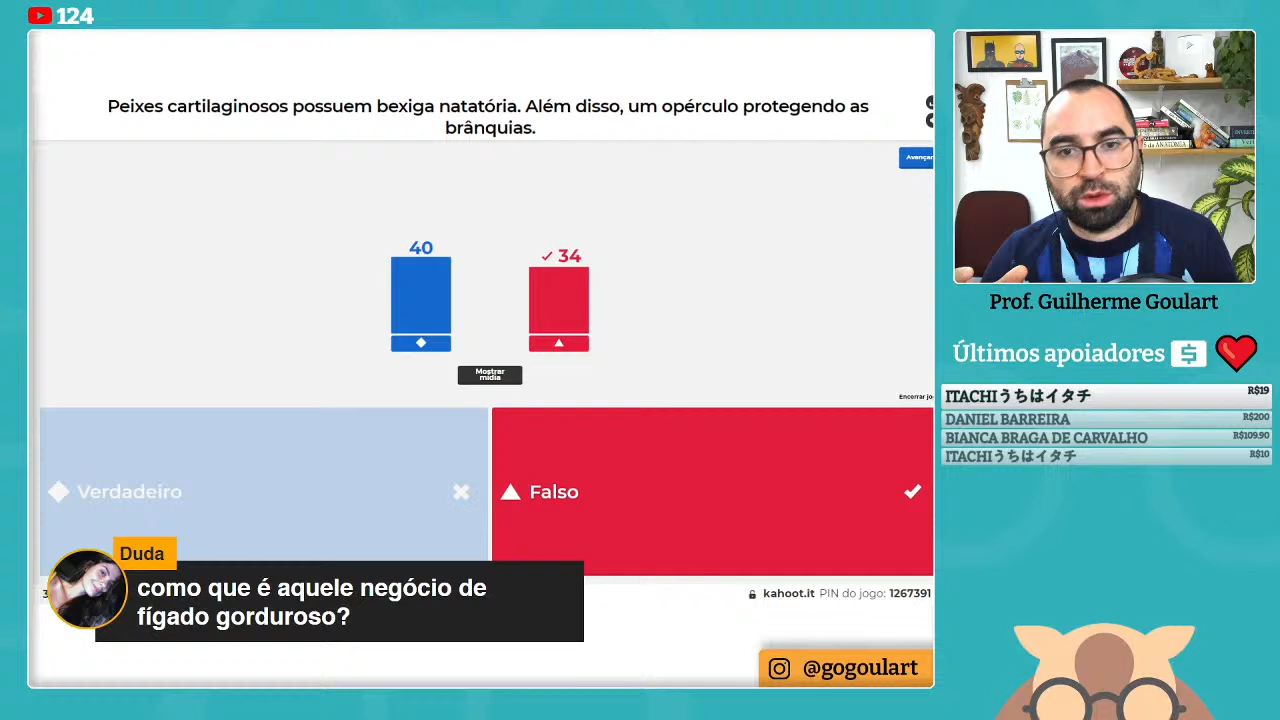 124
Peixes cartilaginosos possuem bexiga natatória. Além disso, um opérculo protegendo as
brânquias.
Avançar
40
34
Mostrar
mídia
Encerrar jo
Verdadeiro
Falso
Duda
como que é aquele negócio de
fígado gorduroso?
kahoot.it PIN do jogo: 1267391
@gogoulart
Prof. Guilherme Goulart
Últimos apoiadores
ITACHIうちはイタチ R$19
DANIEL BARREIRA R$200
BIANCA BRAGA DE CARVALHO R$109.90
ITACHIうちはイタチ R$10